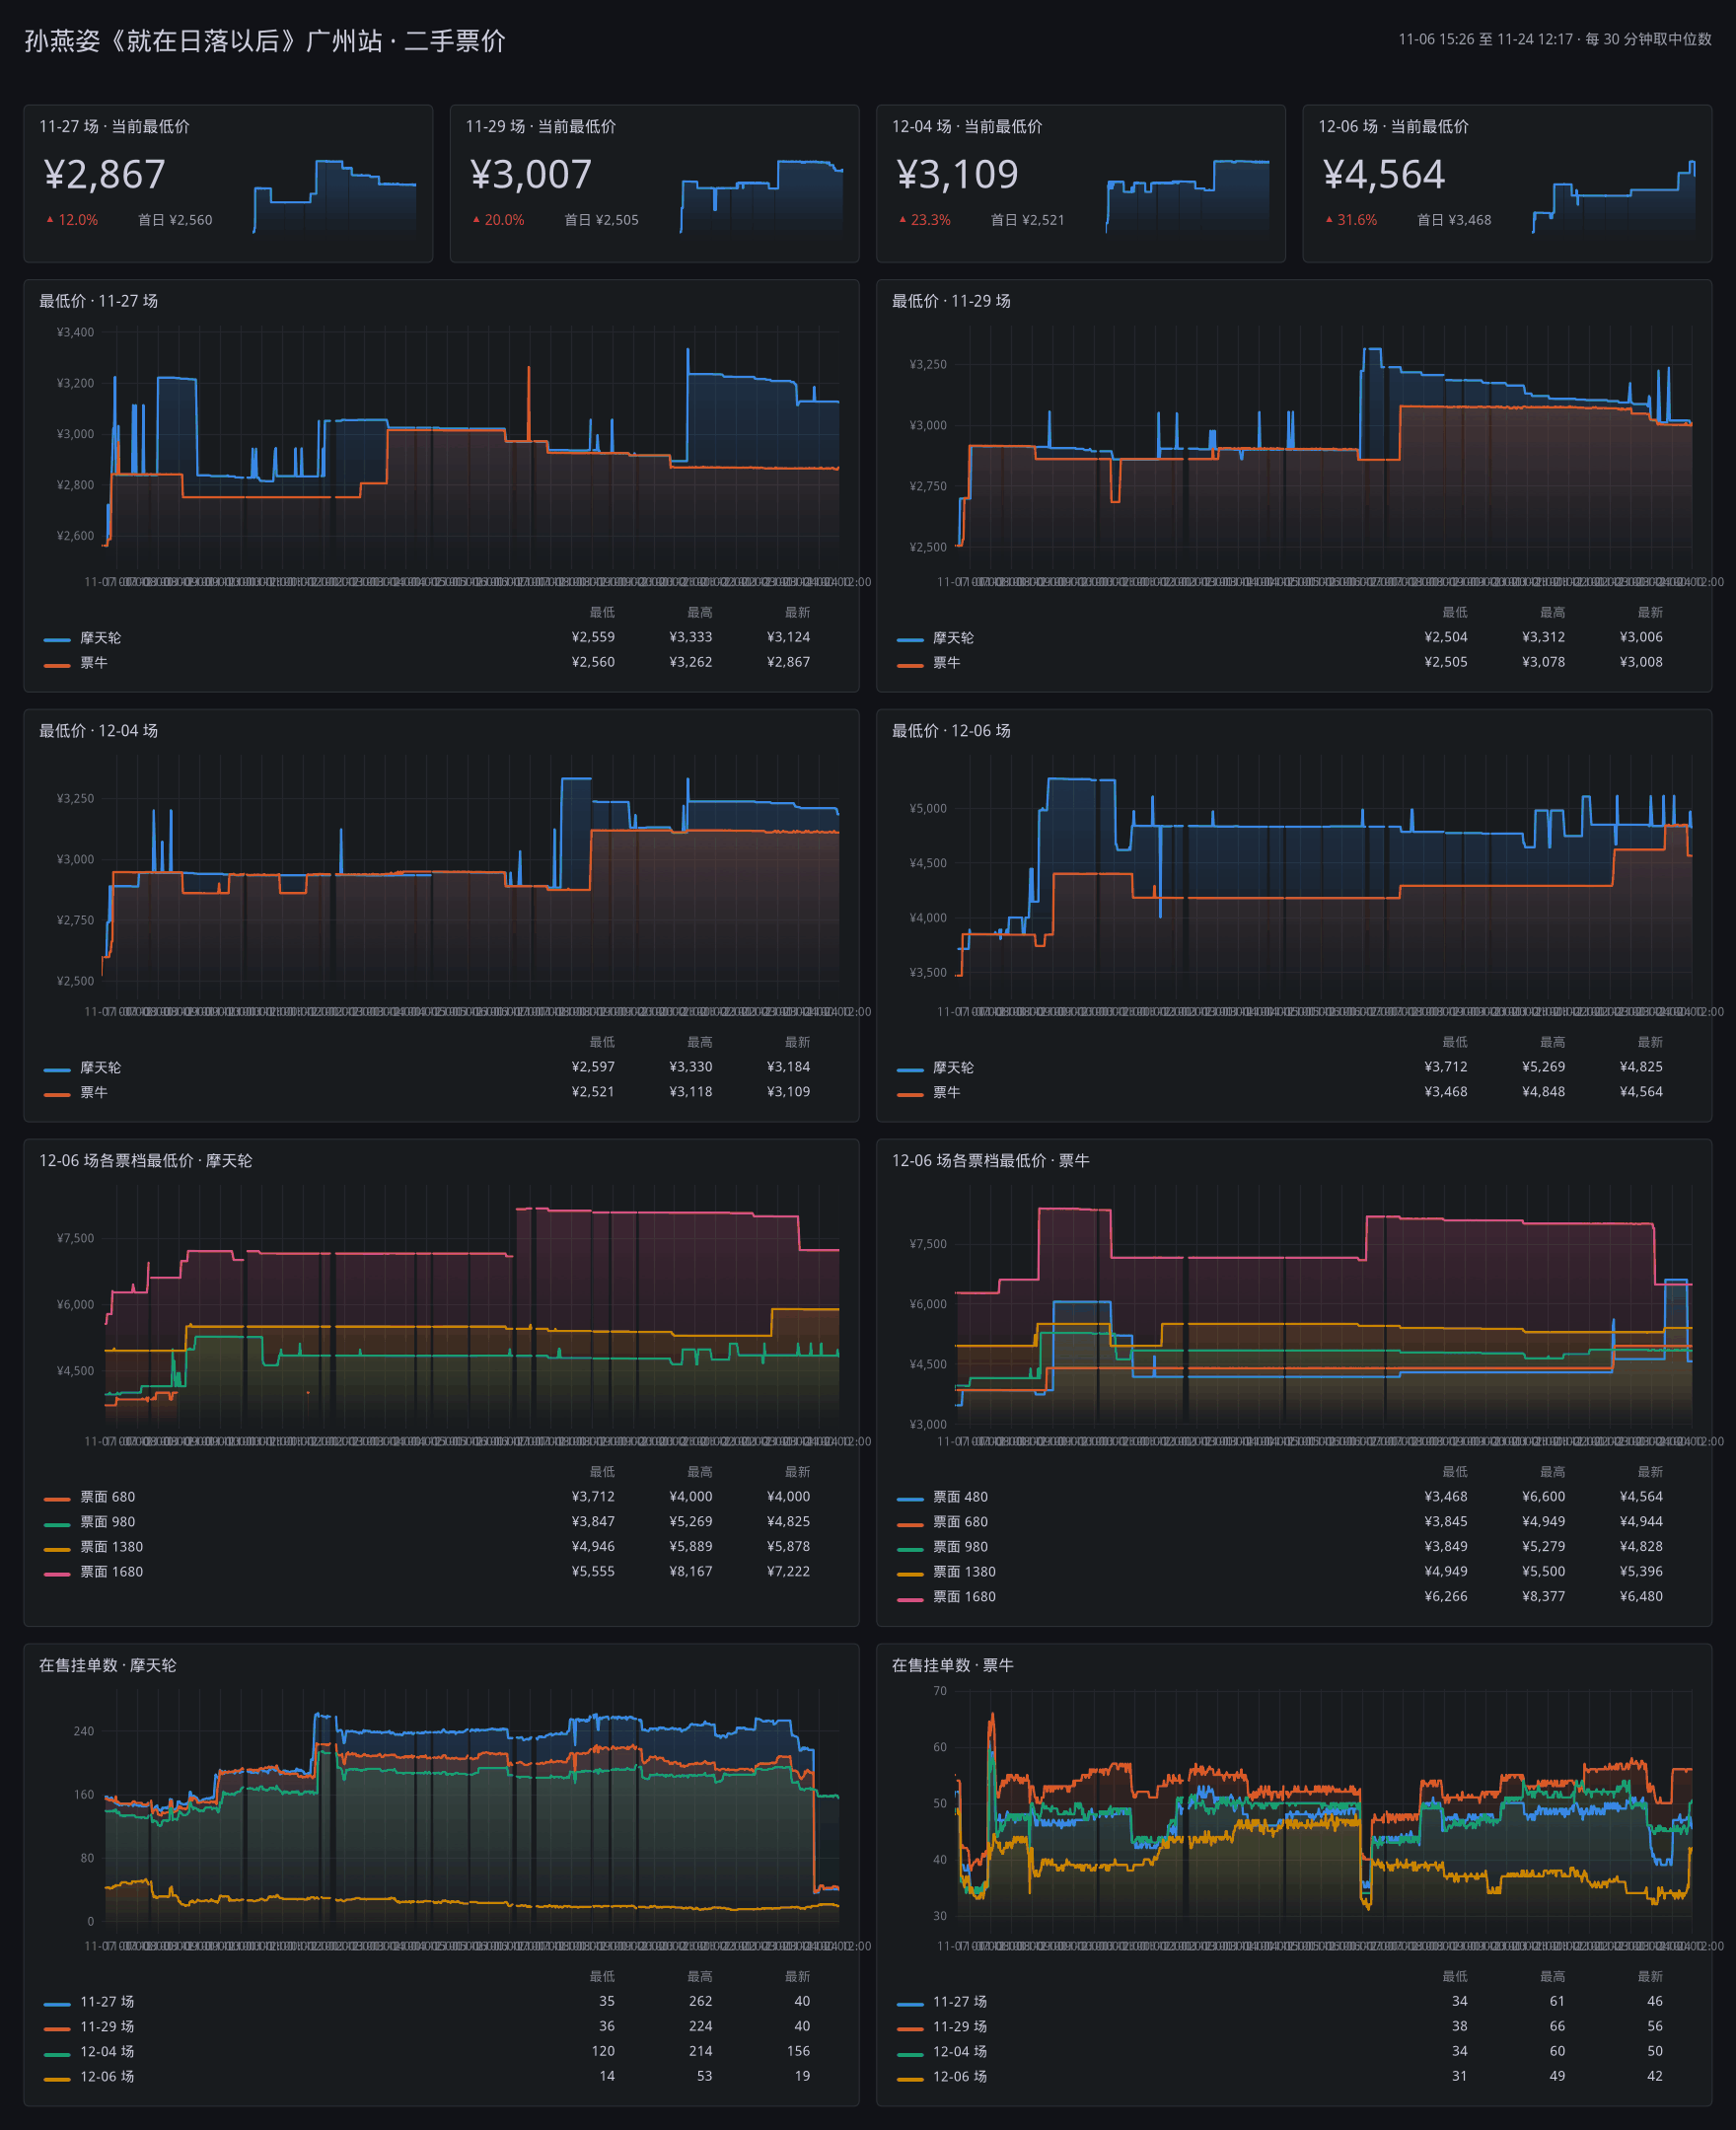 孙燕姿《就在日落以后》广州站 · 二手票价
11-06 15:26 至 11-24 12:17 · 每 30 分钟取中位数
11-27 场 · 当前最低价
¥2,867
▲ 12.0% 首日 ¥2,560
11-29 场 · 当前最低价
¥3,007
▲ 20.0% 首日 ¥2,505
12-04 场 · 当前最低价
¥3,109
▲ 23.3% 首日 ¥2,521
12-06 场 · 当前最低价
¥4,564
▲ 31.6% 首日 ¥3,468
最低价 · 11-27 场
¥3,400
¥3,200
¥3,000
¥2,800
¥2,600
最低 最高 最新
摩天轮 ¥2,559 ¥3,333 ¥3,124
票牛 ¥2,560 ¥3,262 ¥2,867
最低价 · 11-29 场
¥3,250
¥3,000
¥2,750
¥2,500
最低 最高 最新
摩天轮 ¥2,504 ¥3,312 ¥3,006
票牛 ¥2,505 ¥3,078 ¥3,008
最低价 · 12-04 场
¥3,250
¥3,000
¥2,750
¥2,500
最低 最高 最新
摩天轮 ¥2,597 ¥3,330 ¥3,184
票牛 ¥2,521 ¥3,118 ¥3,109
最低价 · 12-06 场
¥5,000
¥4,500
¥4,000
¥3,500
最低 最高 最新
摩天轮 ¥3,712 ¥5,269 ¥4,825
票牛 ¥3,468 ¥4,848 ¥4,564
12-06 场各票档最低价 · 摩天轮
¥7,500
¥6,000
¥4,500
最低 最高 最新
票面 680 ¥3,712 ¥4,000 ¥4,000
票面 980 ¥3,847 ¥5,269 ¥4,825
票面 1380 ¥4,946 ¥5,889 ¥5,878
票面 1680 ¥5,555 ¥8,167 ¥7,222
12-06 场各票档最低价 · 票牛
¥7,500
¥6,000
¥4,500
¥3,000
最低 最高 最新
票面 480 ¥3,468 ¥6,600 ¥4,564
票面 680 ¥3,845 ¥4,949 ¥4,944
票面 980 ¥3,849 ¥5,279 ¥4,828
票面 1380 ¥4,949 ¥5,500 ¥5,396
票面 1680 ¥6,266 ¥8,377 ¥6,480
在售挂单数 · 摩天轮
240
160
80
0
最低 最高 最新
11-27 场 35 262 40
11-29 场 36 224 40
12-04 场 120 214 156
12-06 场 14 53 19
在售挂单数 · 票牛
70
60
50
40
30
最低 最高 最新
11-27 场 34 61 46
11-29 场 38 66 56
12-04 场 34 60 50
12-06 场 31 49 42